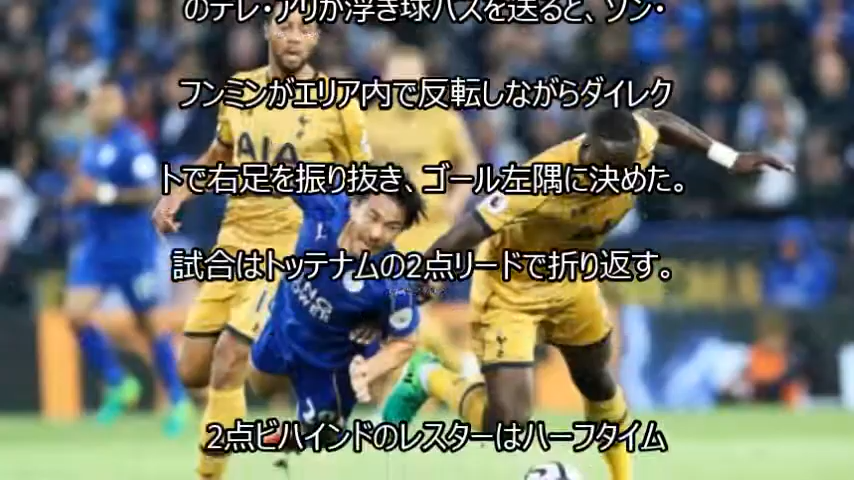 のデレ・アリが浮き球パスを送ると、ソン・
フンミンがエリア内で反転しながらダイレク
トで右足を振り抜き、ゴール左隅に決めた。
試合はトッテナムの2点リードで折り返す。
2点ビハインドのレスターはハーフタイム
AIA
KING
POWER